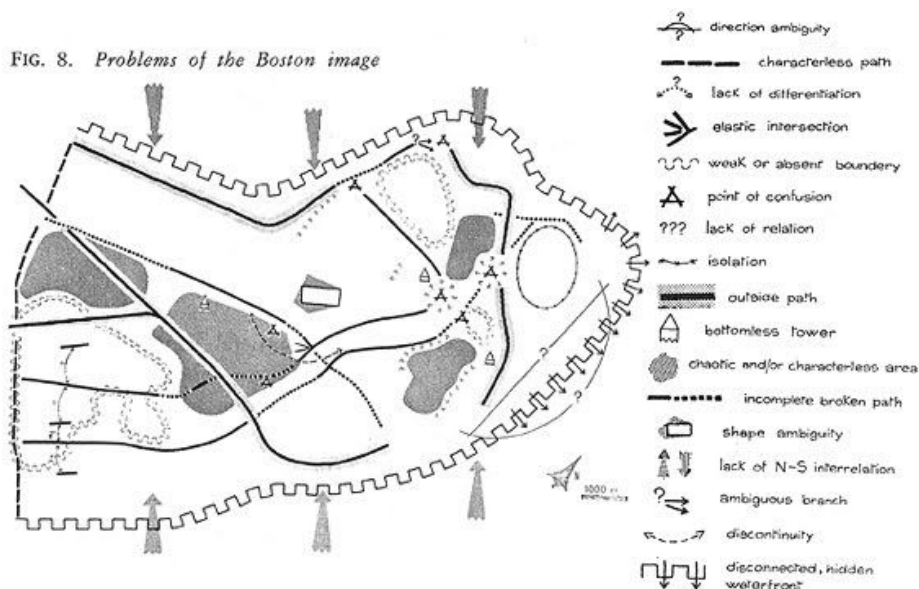 FIG. 8. Problems of the Boston image
?
?
direction ambiguity
characterless path
?
lack of differentiation
elastic intersection
weak or absent boundery
point of confusion
??? lack of relation
isolation
outside path
bottomless tower
chaotic and/or characterless area
incomplete broken path
shape ambiguity
lack of N-S interrelation
?
ambiguous branch
discontinuity
disconnected, hidden
waterfront
?
?
?
?